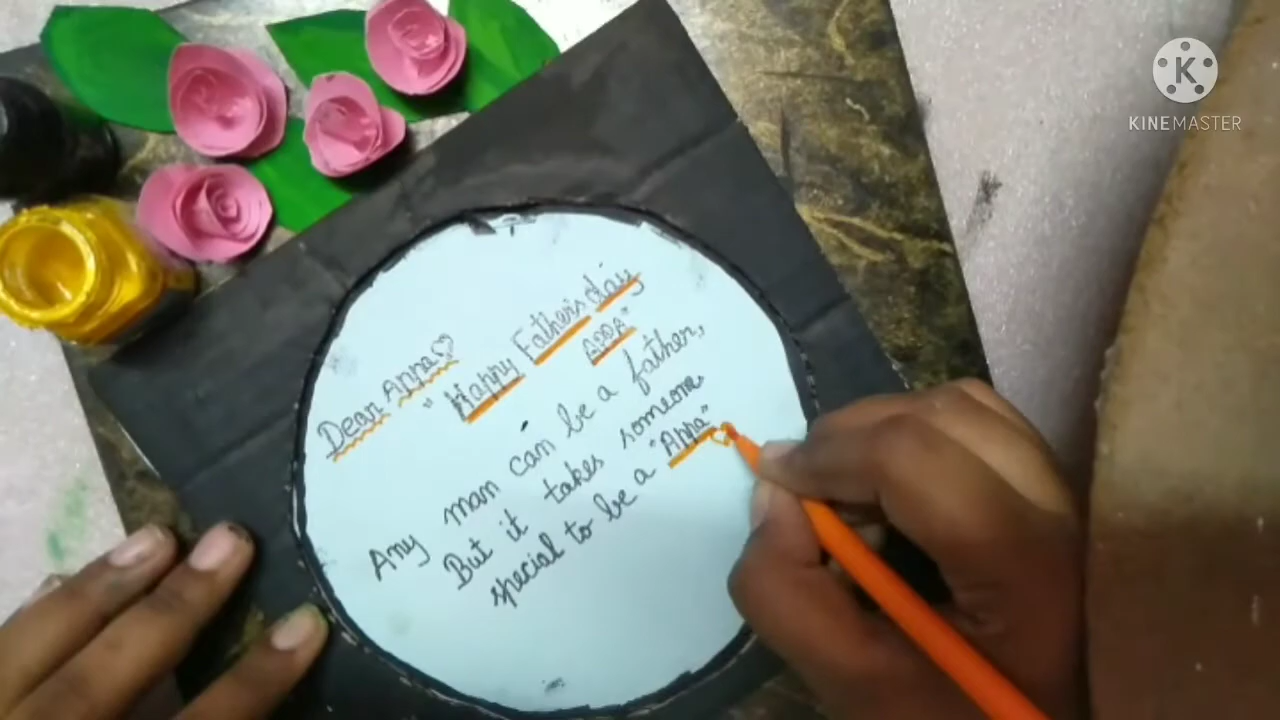 Dear Appa♡
"Happy Father's day
APPA"
Any man can be a father,
But it takes someone
special to be a "Appa"
KINEMASTER